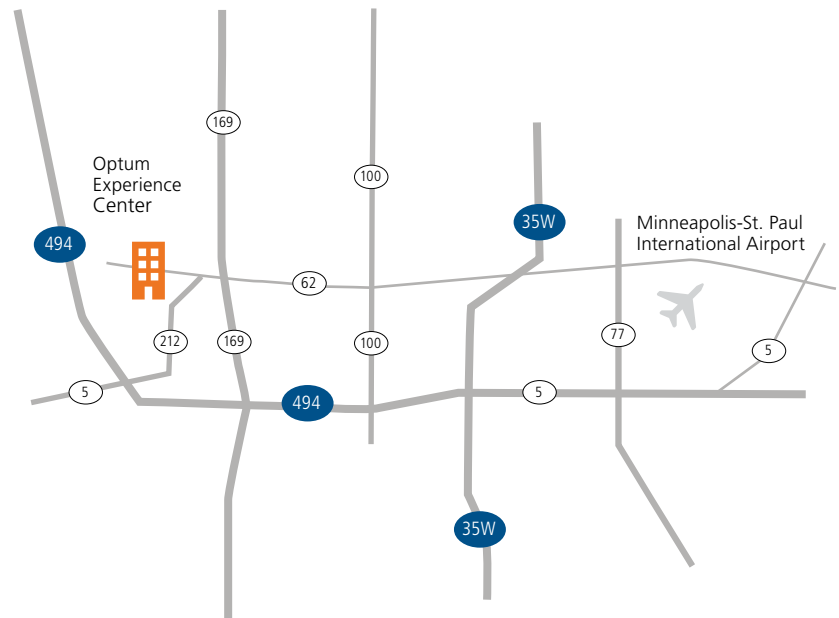 169
Optum
Experience
Center
100
35W
Minneapolis-St. Paul
International Airport
494
62
212
169
100
77
5
5
494
5
35W